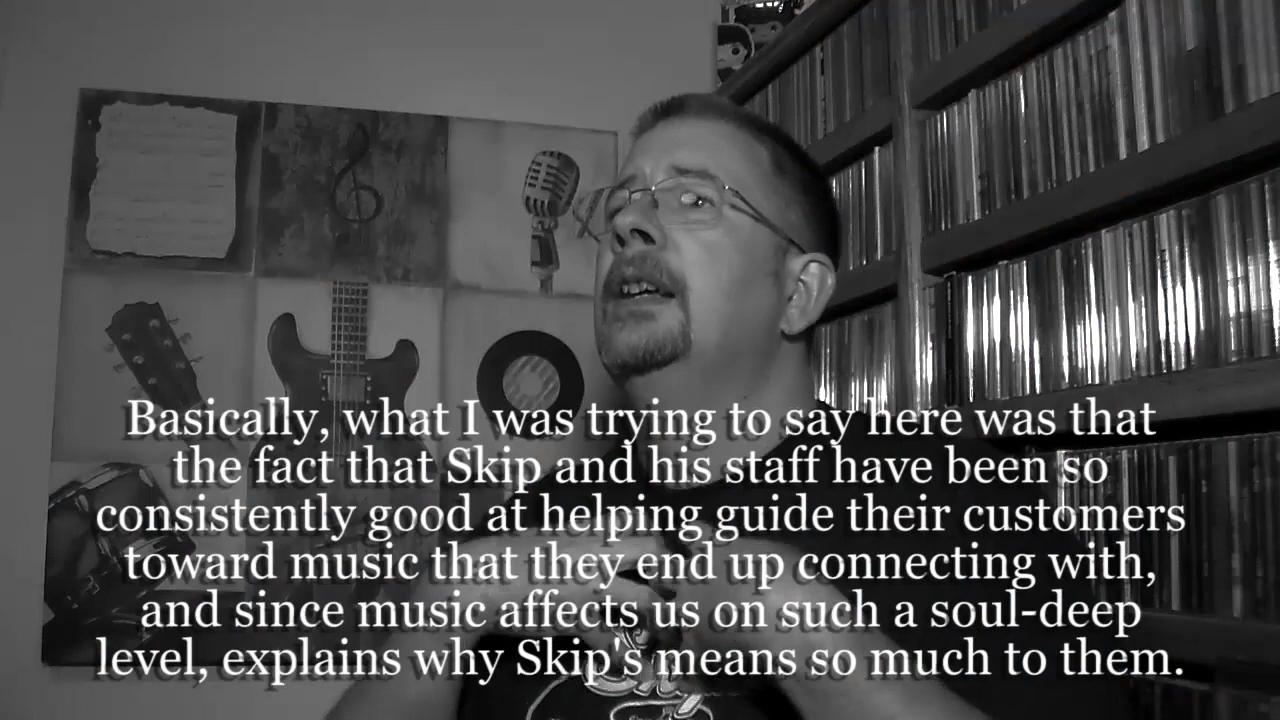 Basically, what I was trying to say here was that
the fact that Skip and his staff have been so
consistently good at helping guide their customers
toward music that they end up connecting with,
and since music affects us on such a soul-deep
level, explains why Skip's means so much to them.